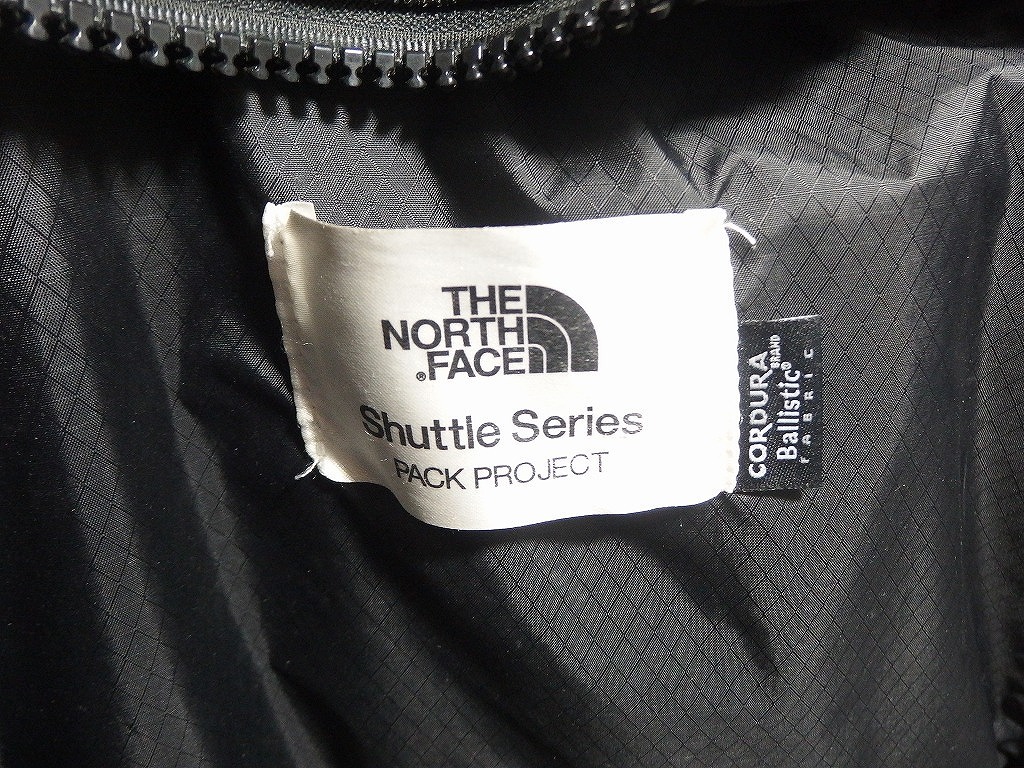 THE
NORTH
®FACE
Shuttle Series
PACK PROJECT
CORDURA
BRAND
Ballistic®
FABRIC